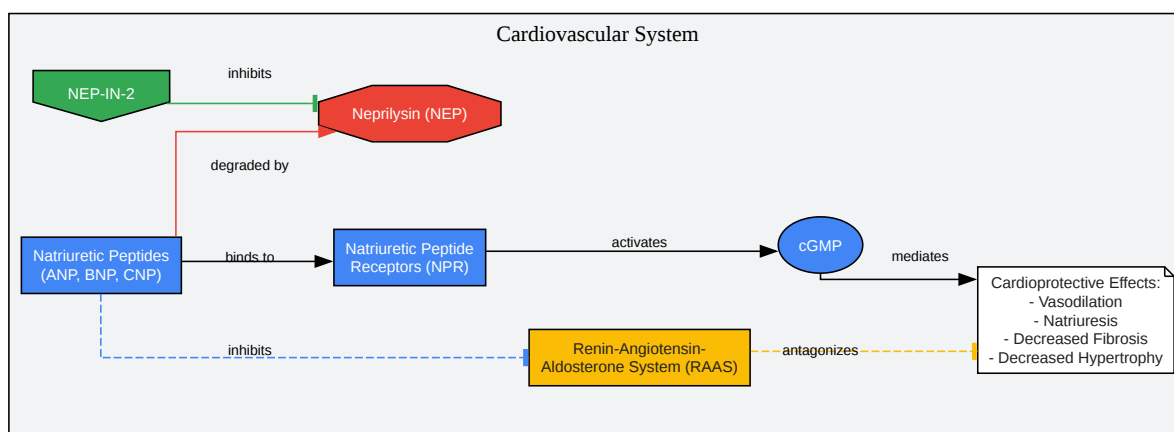 Cardiovascular System
inhibits
NEP-IN-2
Neprilysin (NEP)
degraded by
Natriuretic Peptides
(ANP, BNP, CNP)
binds to
Natriuretic Peptide
Receptors (NPR)
activates
cGMP
mediates
Cardioprotective Effects:
- Vasodilation
- Natriuresis
- Decreased Fibrosis
- Decreased Hypertrophy
inhibits
Renin-Angiotensin-
Aldosterone System (RAAS)
antagonizes